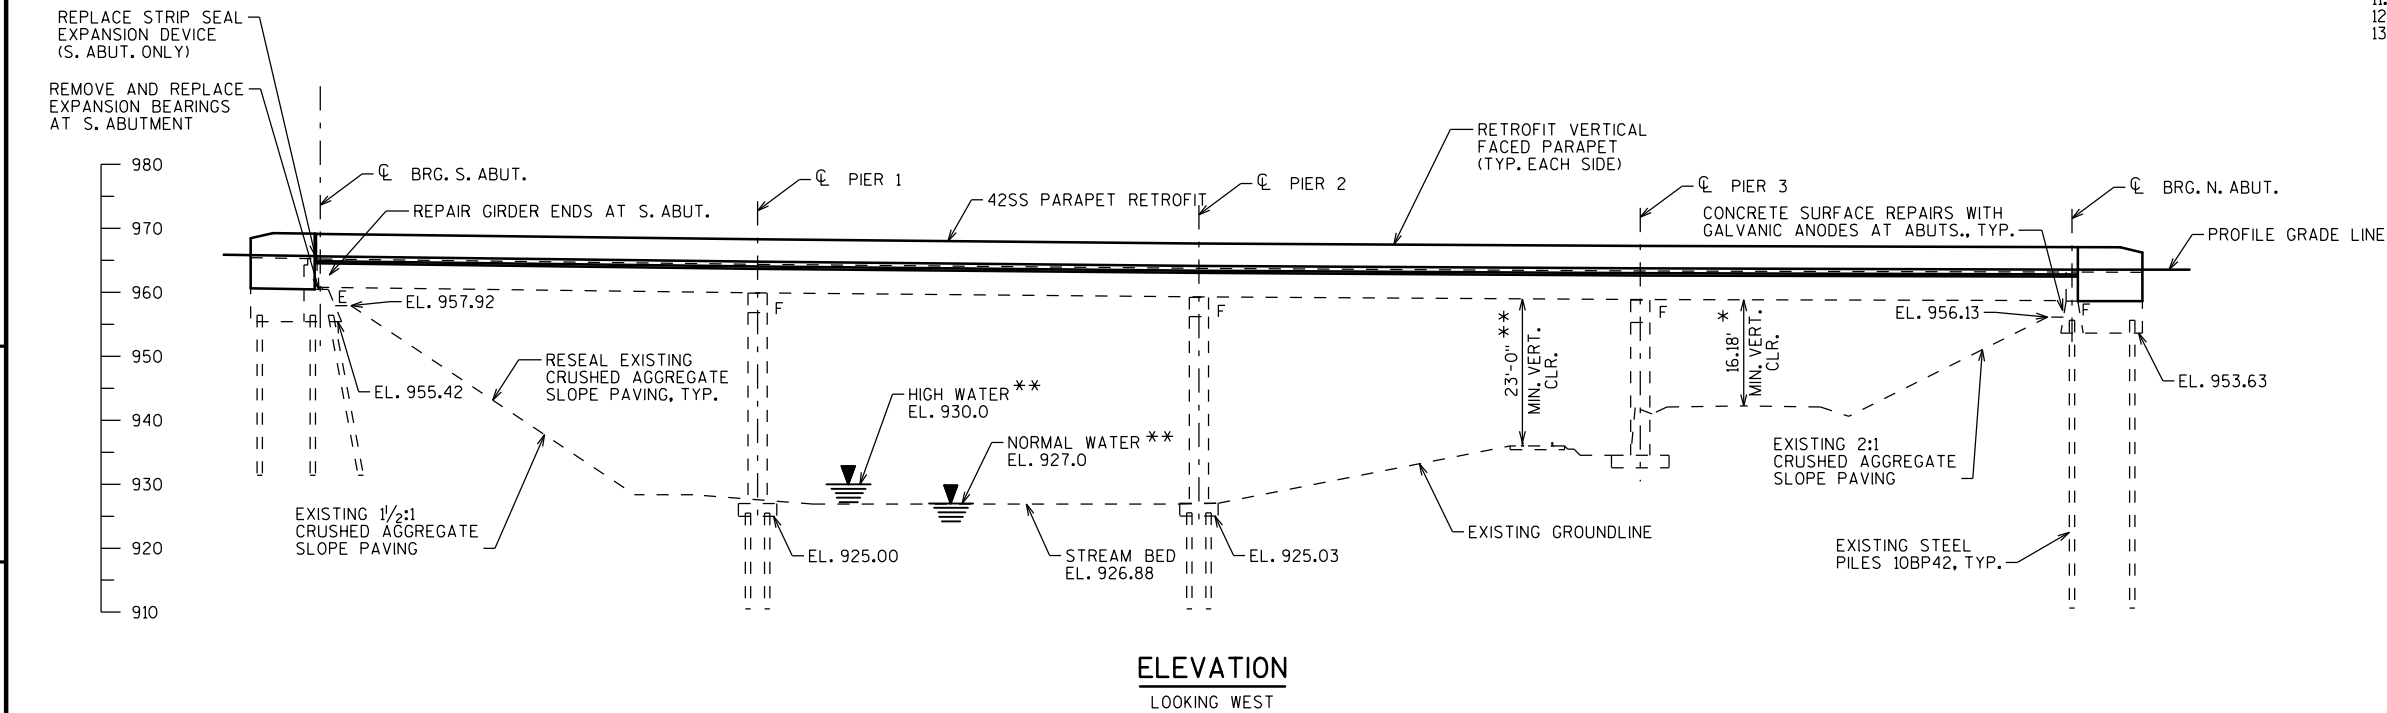 REPLACE STRIP SEAL
EXPANSION DEVICE
(S. ABUT. ONLY)
REMOVE AND REPLACE
EXPANSION BEARINGS
AT S. ABUTMENT
12
13
980
970
960
950
940
930
920
910
℄ BRG. S. ABUT.
REPAIR GIRDER ENDS AT S. ABUT.
℄ PIER 1
42SS PARAPET RETROFIT
℄ PIER 2
RETROFIT VERTICAL
FACED PARAPET
(TYP. EACH SIDE)
℄ PIER 3
CONCRETE SURFACE REPAIRS WITH
GALVANIC ANODES AT ABUTS., TYP.
℄ BRG. N. ABUT.
PROFILE GRADE LINE
E
EL. 957.92
F
F
F
F
EL. 955.42
RESEAL EXISTING
CRUSHED AGGREGATE
SLOPE PAVING, TYP.
HIGH WATER **
EL. 930.0
NORMAL WATER **
EL. 927.0
23'-0" **
MIN. VERT.
CLR.
16.18' *
MIN. VERT.
CLR.
EL. 956.13
EL. 953.63
EXISTING 1½:1
CRUSHED AGGREGATE
SLOPE PAVING
EL. 925.00
STREAM BED
EL. 926.88
EL. 925.03
EXISTING GROUNDLINE
EXISTING 2:1
CRUSHED AGGREGATE
SLOPE PAVING
EXISTING STEEL
PILES 10BP42, TYP.
ELEVATION
LOOKING WEST